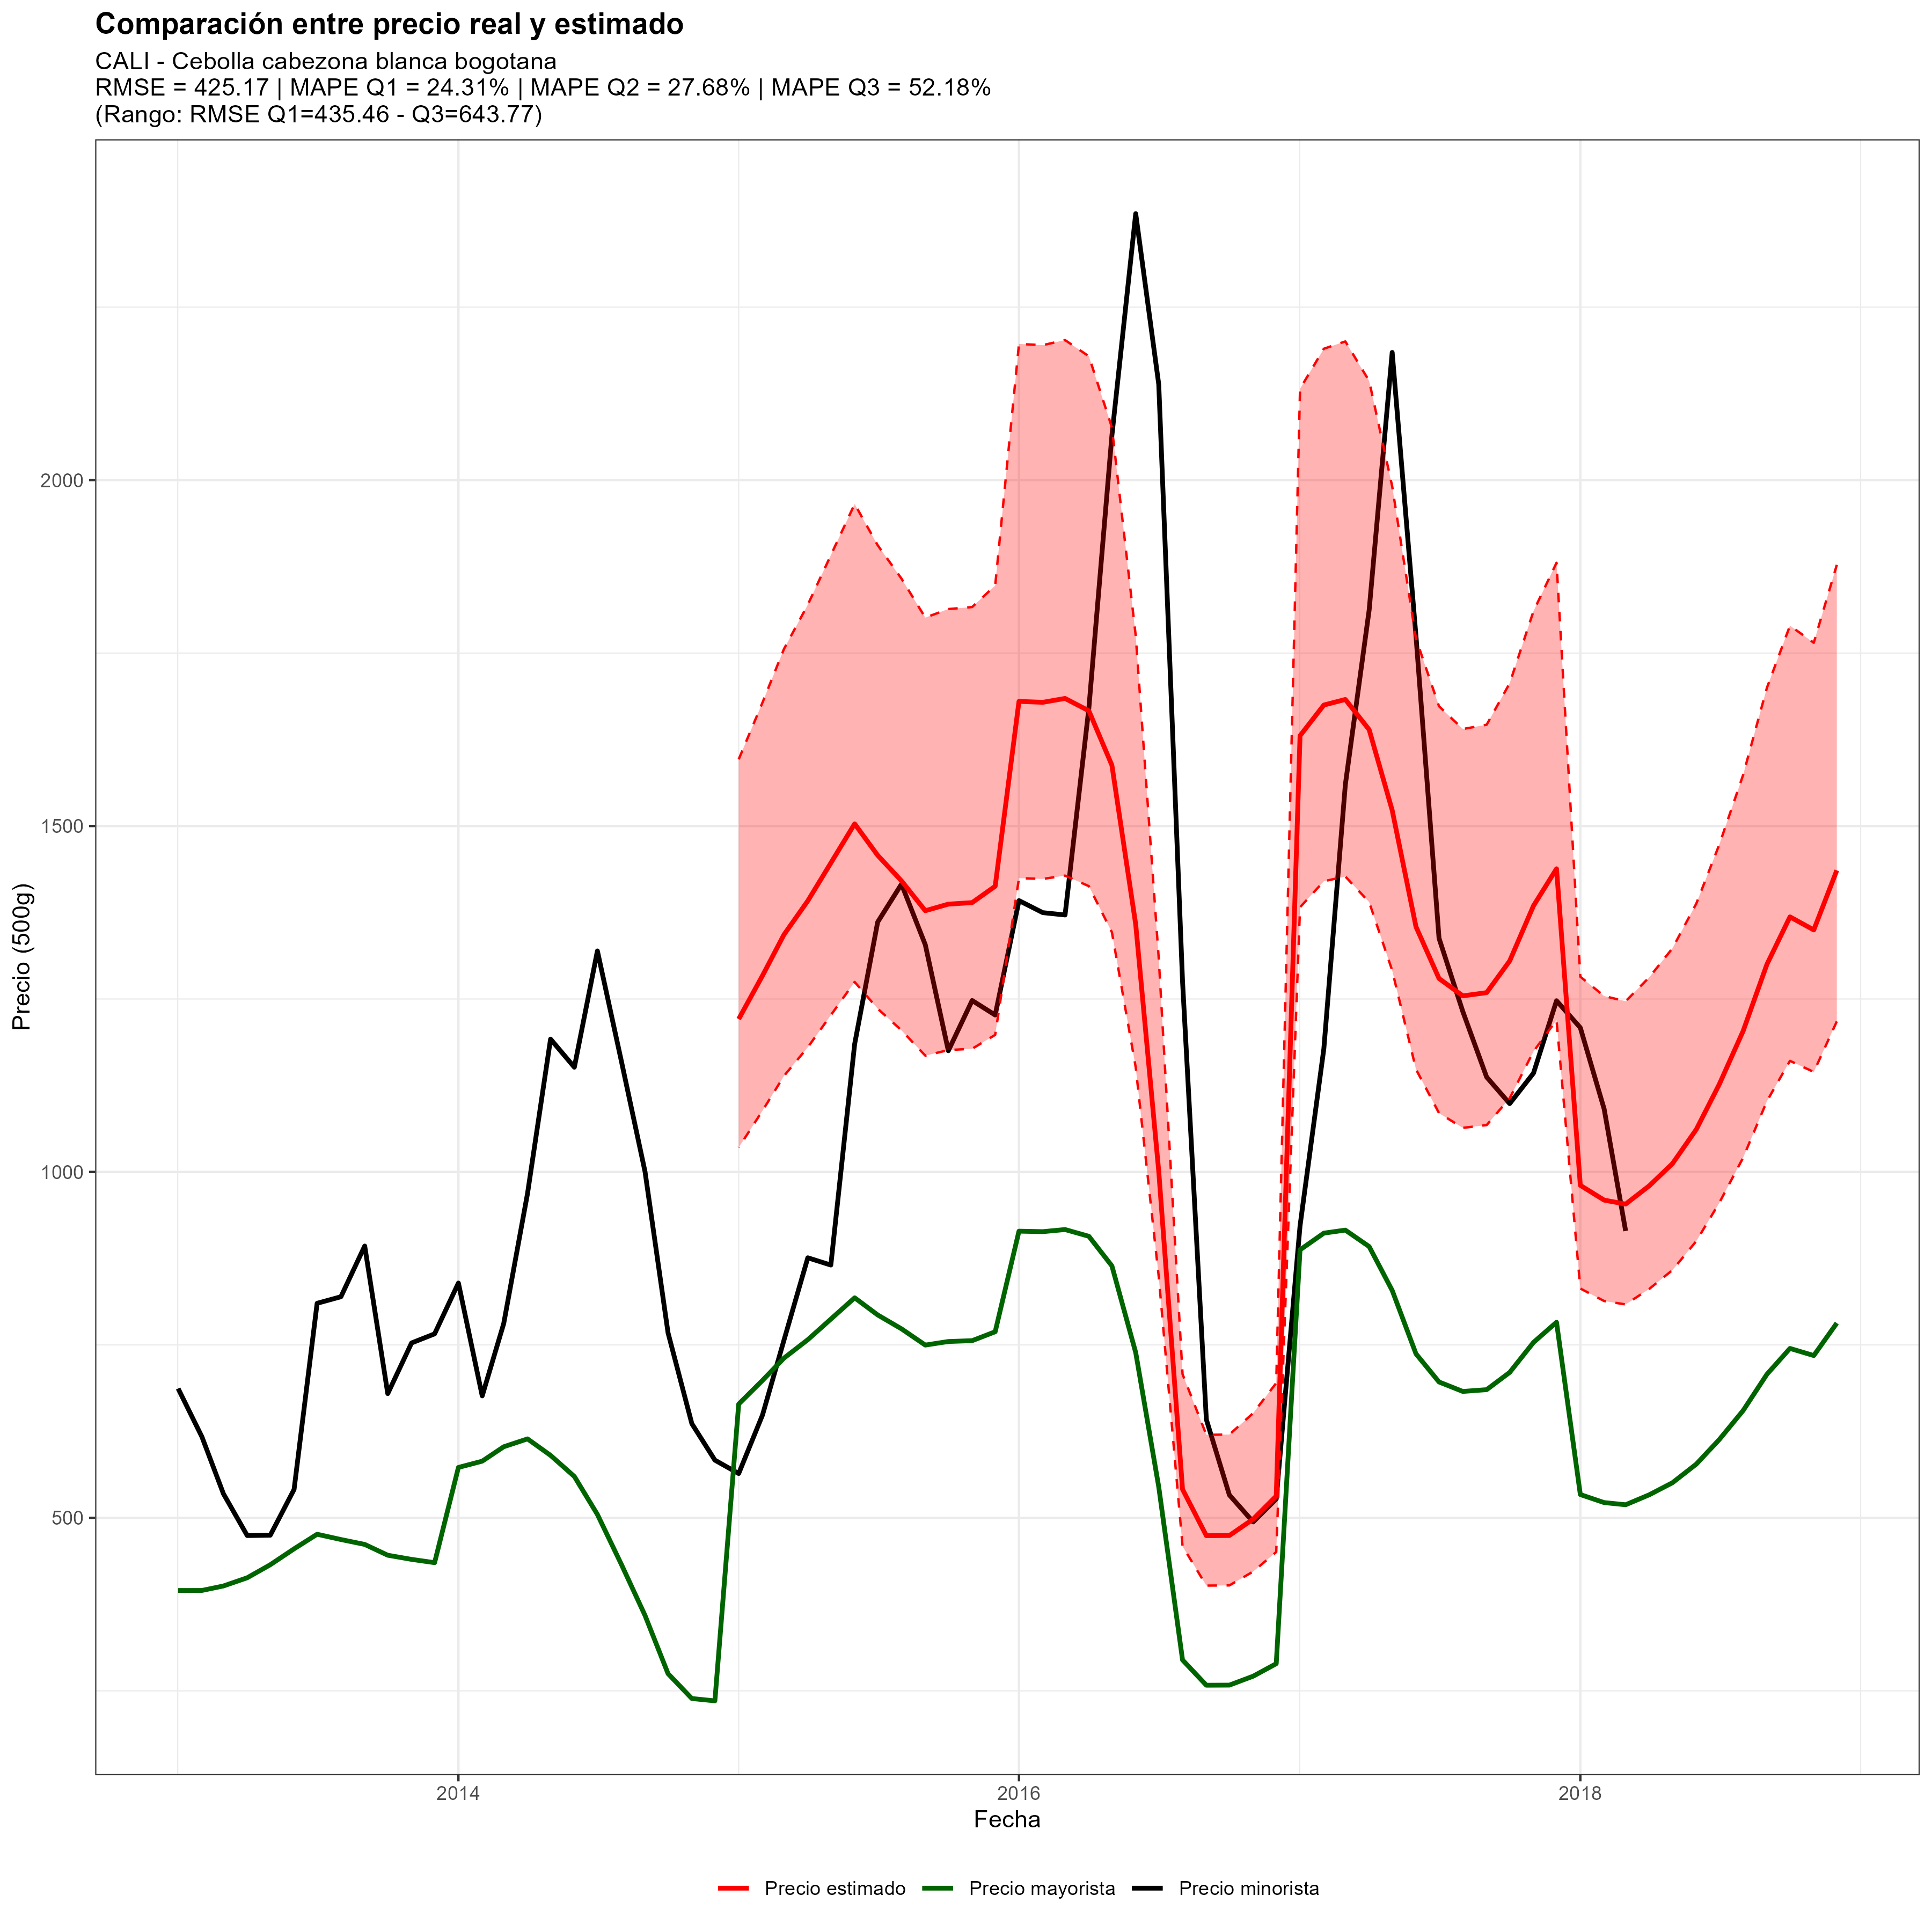 Comparación entre precio real y estimado
CALI - Cebolla cabezona blanca bogotana
RMSE = 425.17 | MAPE Q1 = 24.31% | MAPE Q2 = 27.68% | MAPE Q3 = 52.18%
(Rango: RMSE Q1=435.46 - Q3=643.77)
Precio (500g)
2000
1500
1000
500
2014
2016
2018
Fecha
Precio estimado
Precio mayorista
Precio minorista